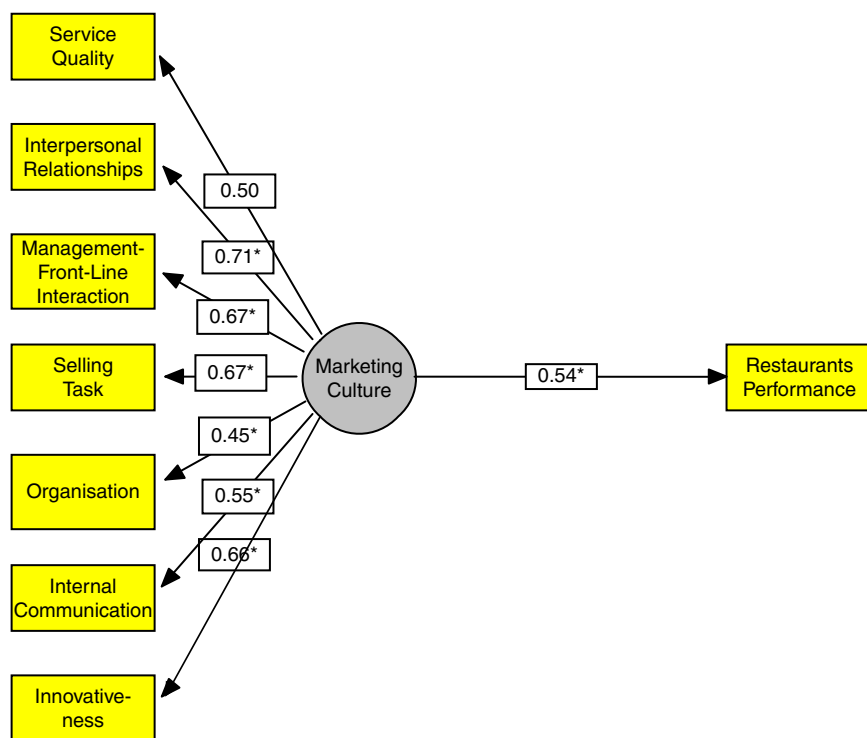 Service
Quality
Interpersonal
Relationships
Management-
Front-Line
Interaction
Selling
Task
Organisation
Internal
Communication
Innovative-
ness
0.50
0.71*
0.67*
0.67*
0.45*
0.55*
0.66*
Marketing
Culture
0.54*
Restaurants
Performance